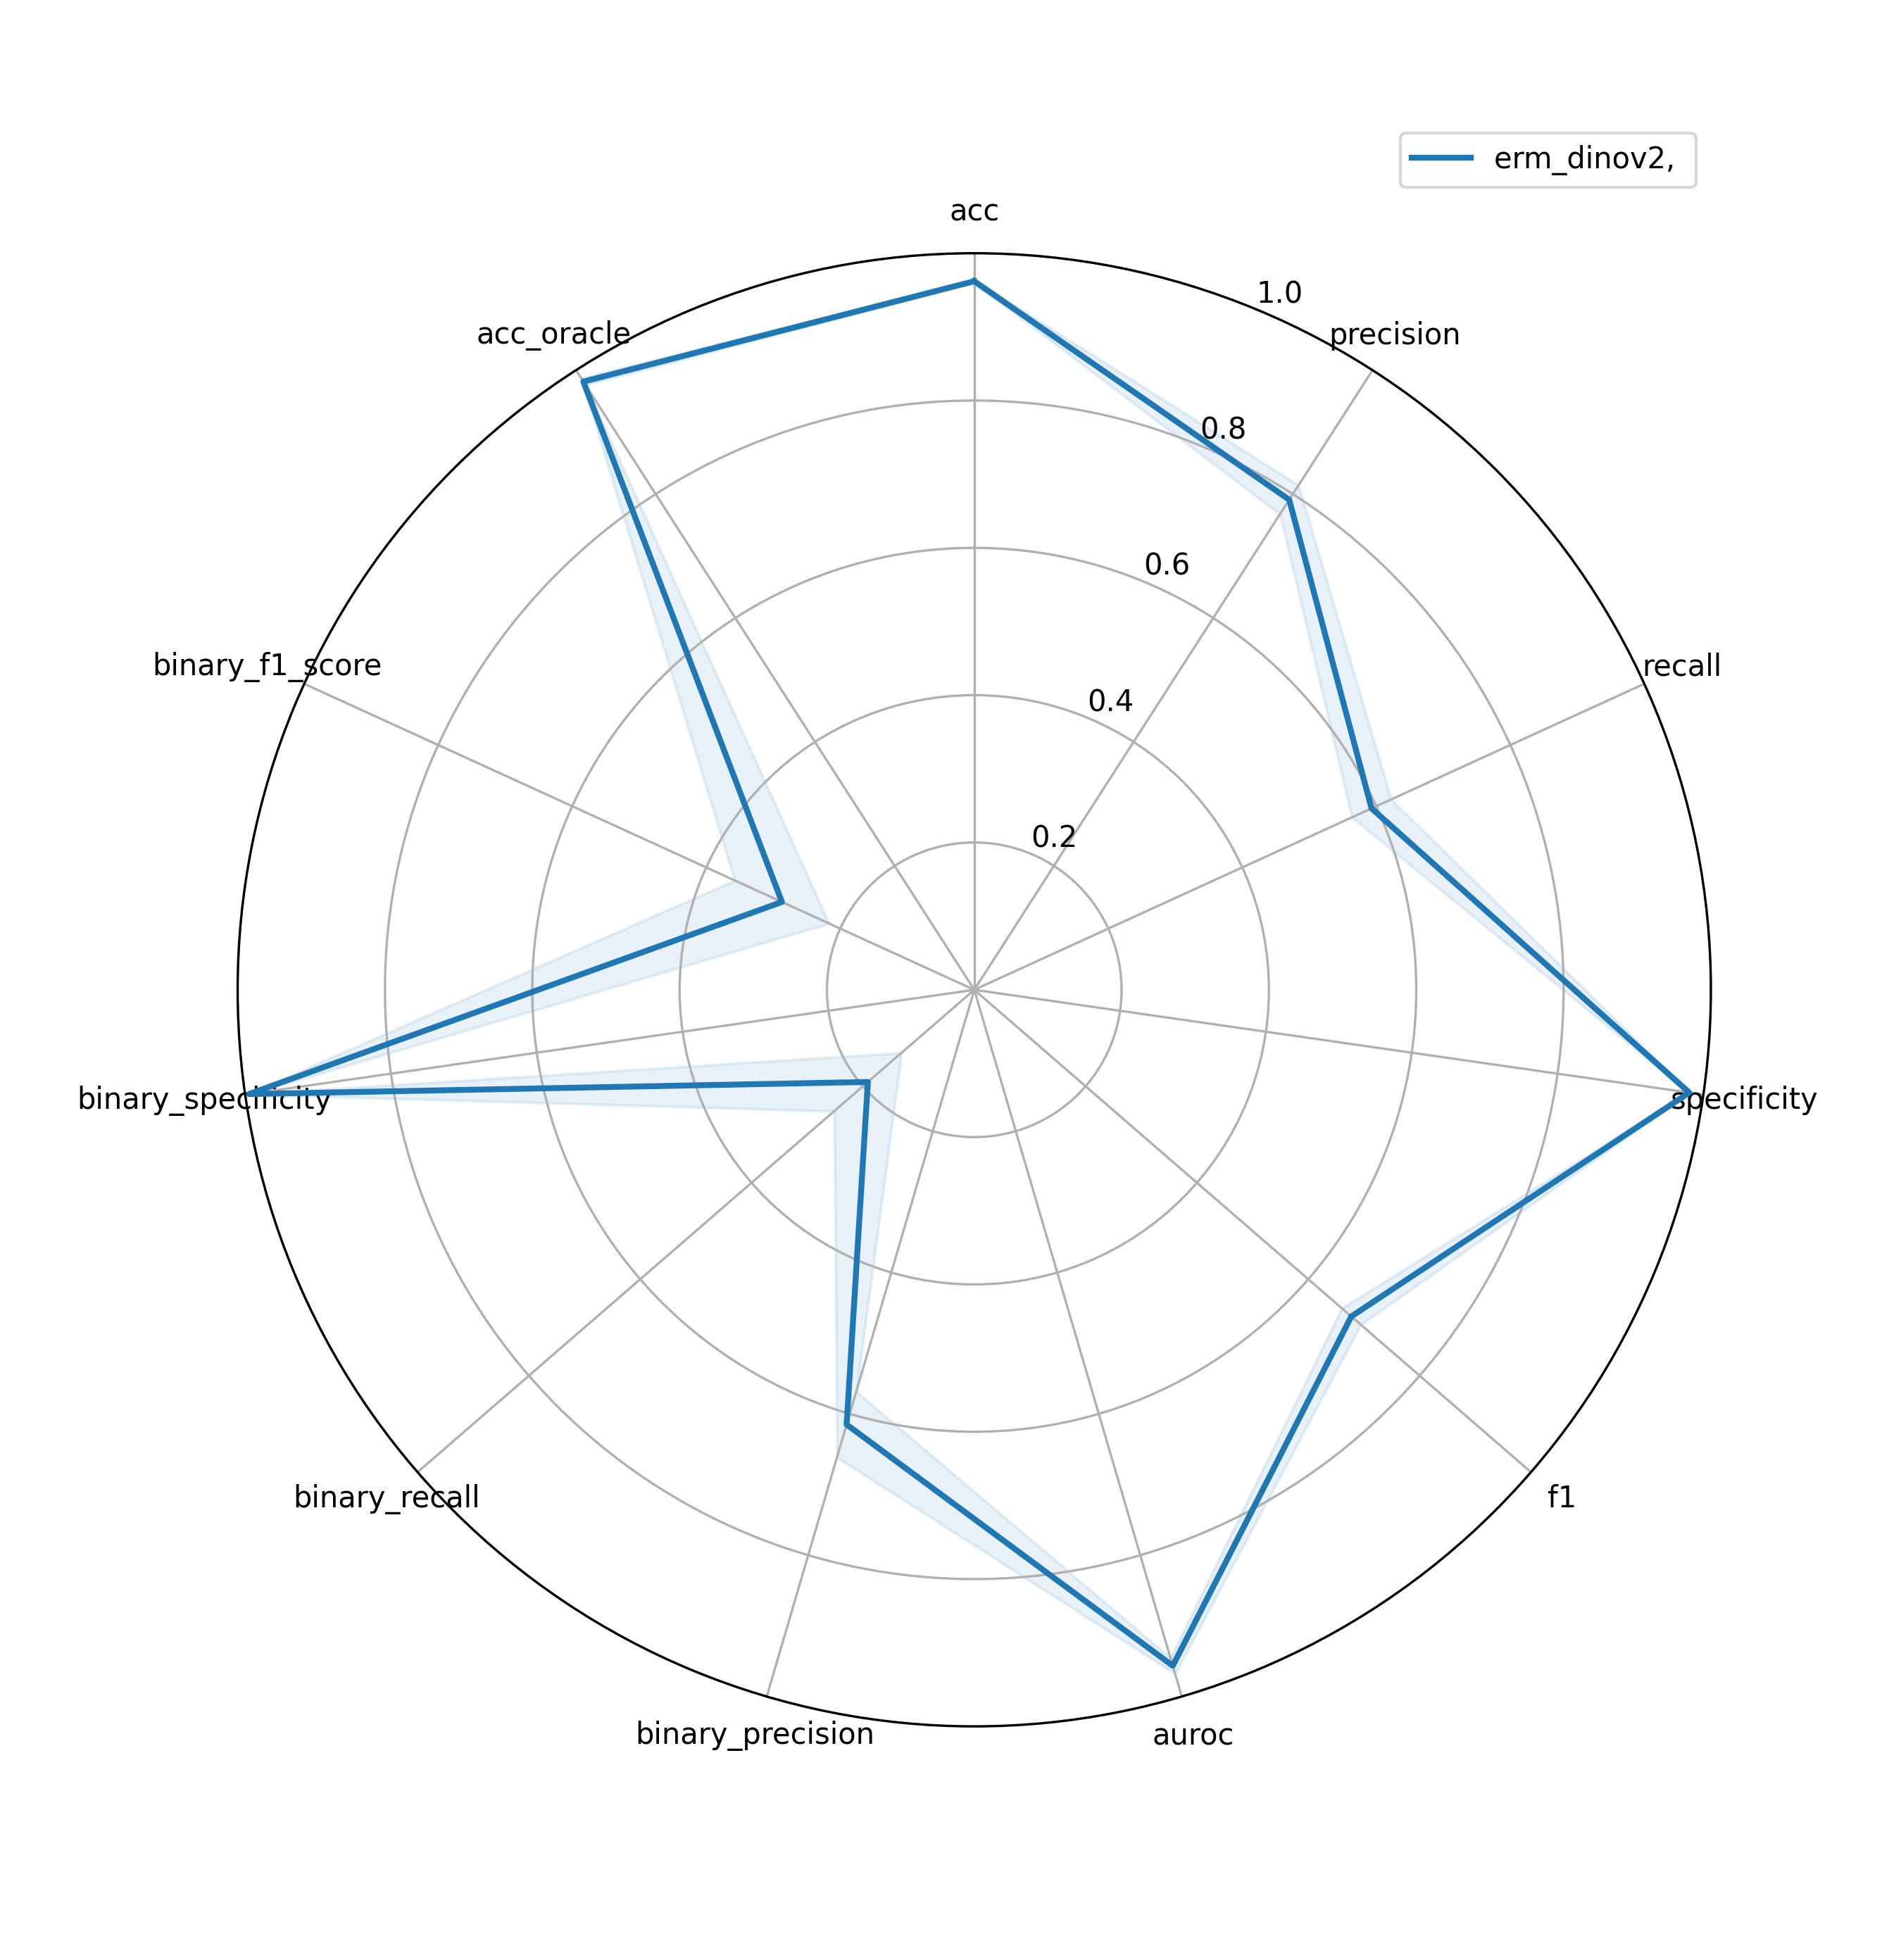 erm_dinov2,
acc
1.0
precision
acc_oracle
0.8
0.6
binary_f1_score
recall
0.4
0.2
binary_specificity
specificity
binary_recall
f1
binary_precision
auroc